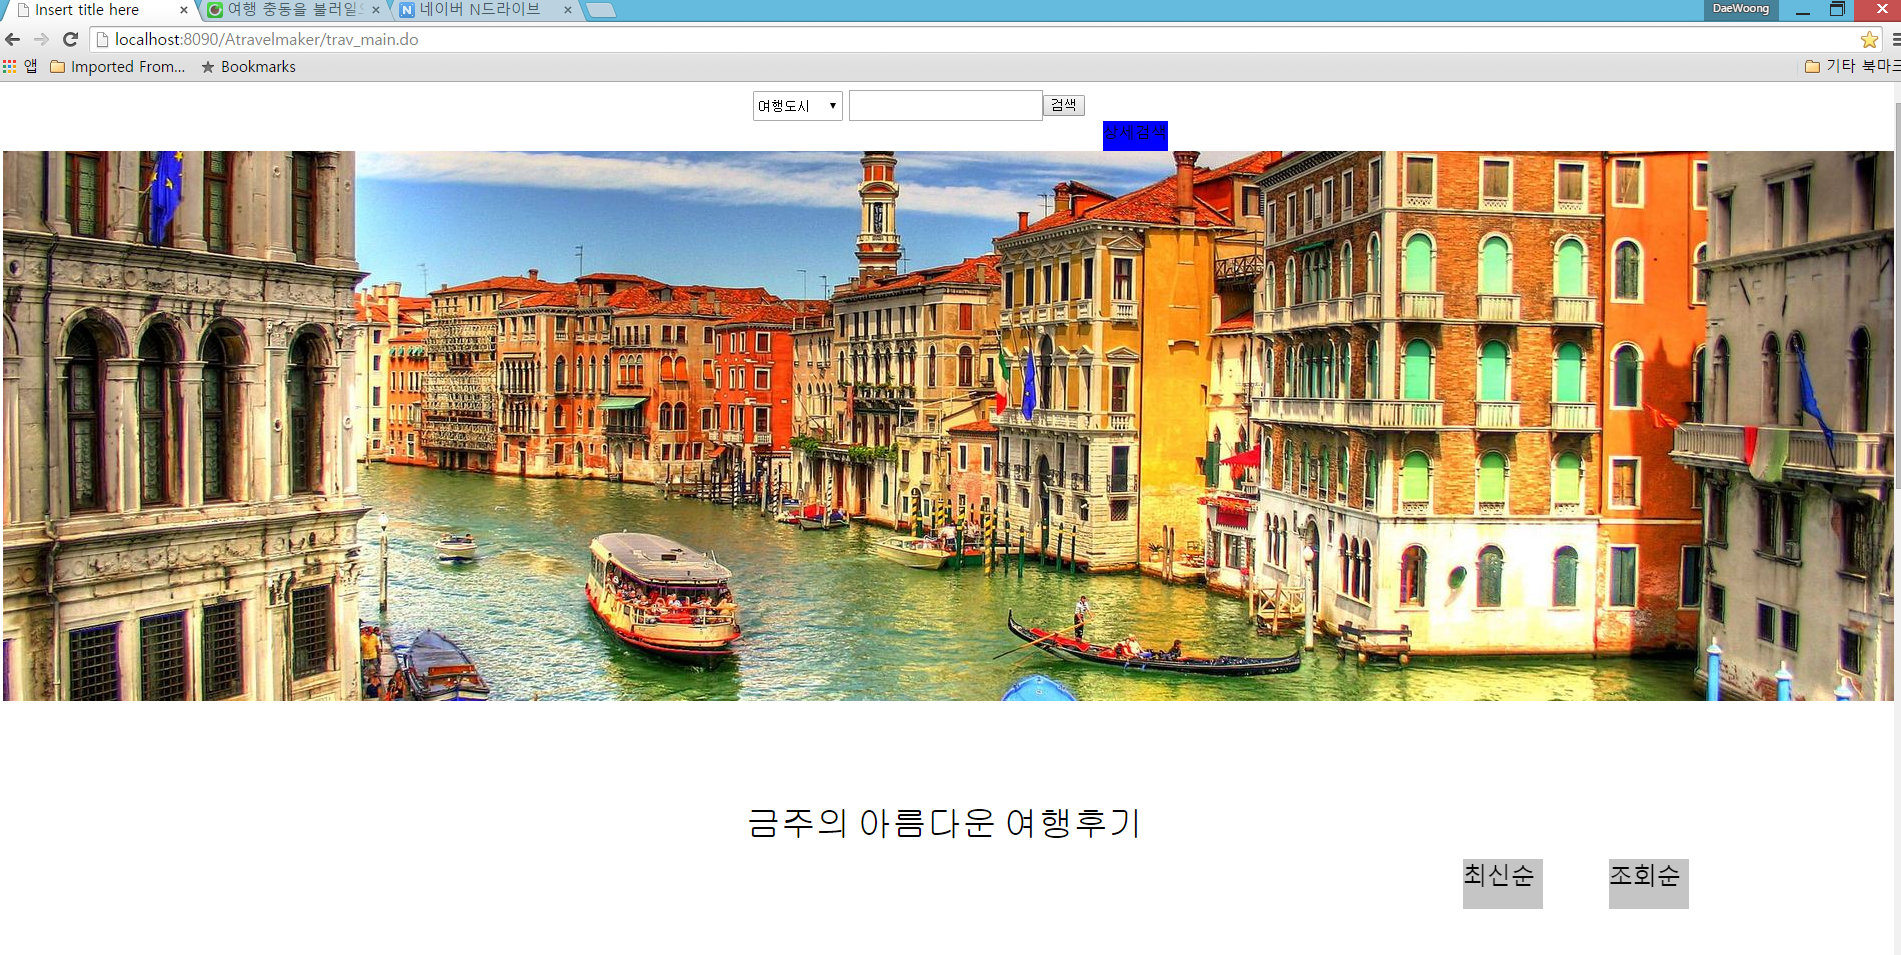 Insert title here
여행 중동을 불러일으
네이버 N드라이브
DaeWoong
localhost:8090/Atravelmaker/trav_main.do
앱 Imported From... Bookmarks
기타 북마크
여행도시 검색
상세검색
금주의 아름다운 여행후기
최신순 조회순